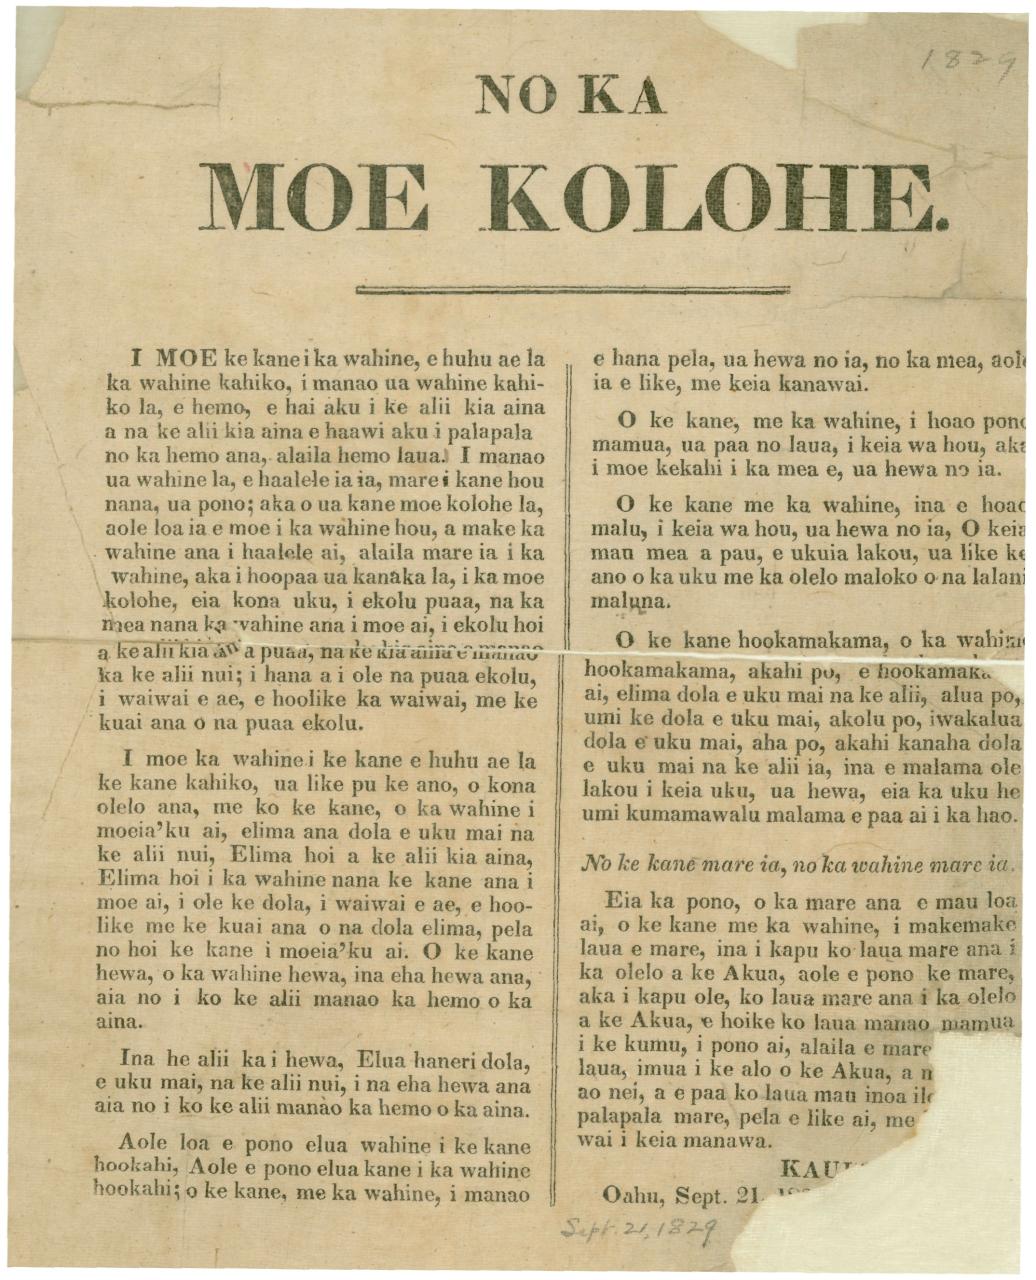 1829
NO KA
MOE KOLOHE.
I MOE ke kane i ka wahine, e huhu ae la
ka wahine kahiko, i manao ua wahine kahi-
ko la, e hemo, e hai aku i ke alii kia aina
a na ke alii kia aina e haawi aku i palapala
no ka hemo ana, alaila hemo laua. I manao
ua wahine la, e haalele ia ia, mare i kane hou
nana, ua pono; aka o ua kane moe kolohe la,
aole loa ia e moe i ka wahine hou, a make ka
wahine ana i haalele ai, alaila mare ia i ka
wahine, aka i hoopaa ua kanaka la, i ka moe
kolohe, eia kona uku, i ekolu puaa, na ka
mea nana ka wahine ana i moe ai, i ekolu hoi
a ke alii kia a puaa, na ke kia aina e manao
ka ke alii nui; i hana a i ole na puaa ekolu,
i waiwai e ae, e hoolike ka waiwai, me ke
kuai ana o na puaa ekolu.
I moe ka wahine i ke kane e huhu ae la
ke kane kahiko, ua like pu ke ano, o kona
olelo ana, me ko ke kane, o ka wahine i
moeia'ku ai, elima ana dola e uku mai na
ke alii nui, Elima hoi a ke alii kia aina,
Elima hoi i ka wahine nana ke kane ana i
moe ai, i ole ke dola, i waiwai e ae, e hoo-
like me ke kuai ana o na dola elima, pela
no hoi ke kane i moeia'ku ai. O ke kane
hewa, o ka wahine hewa, ina eha hewa ana,
aia no i ko ke alii manao ka hemo o ka
aina.
Ina he alii ka i hewa, Elua haneri dola,
e uku mai, na ke alii nui, i na eha hewa ana
aia no i ko ke alii manao ka hemo o ka aina.
Aole loa e pono elua wahine i ke kane
hookahi, Aole e pono elua kane i ka wahine
hookahi; o ke kane, me ka wahine, i manao
e hana pela, ua hewa no ia, no ka mea, aole
ia e like, me keia kanawai.
O ke kane, me ka wahine, i hoao pono
mamua, ua paa no laua, i keia wa hou, aka
i moe kekahi i ka mea e, ua hewa no ia.
O ke kane me ka wahine, ina e hoao
malu, i keia wa hou, ua hewa no ia, O keia
mau mea a pau, e ukuia lakou, ua like ke
ano o ka uku me ka olelo maloko o na lalani
maluna.
O ke kane hookamakama, o ka wahine
hookamakama, akahi po, e hookamaka
ai, elima dola e uku mai na ke alii, alua po,
umi ke dola e uku mai, akolu po, iwakalua
dola e uku mai, aha po, akahi kanaha dola
e uku mai na ke alii ia, ina e malama ole
lakou i keia uku, ua hewa, eia ka uku he
umi kumamawalu malama e paa ai i ka hao.
No ke kane mare ia, no ka wahine mare ia.
Eia ka pono, o ka mare ana e mau loa
ai, o ke kane me ka wahine, i makemake
laua e mare, ina i kapu ko laua mare ana i
ka olelo a ke Akua, aole e pono ke mare,
aka i kapu ole, ko laua mare ana i ka olelo
a ke Akua, e hoike ko laua manao mamua
i ke kumu, i pono ai, alaila e mare
laua, imua i ke alo o ke Akua, a n
ao nei, a e paa ko laua mau inoa ilo
palapala mare, pela e like ai, me
wai i keia manawa.
KAU
Oahu, Sept. 21.
Sept. 21, 1829